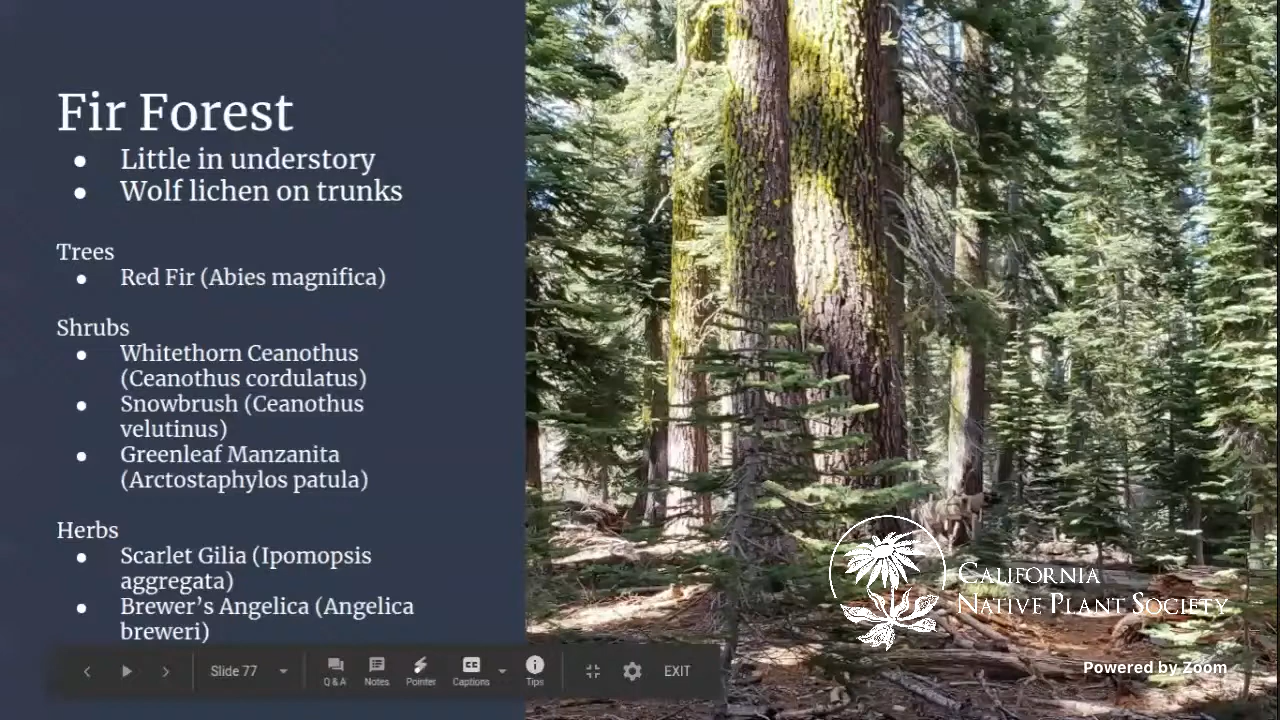 Fir Forest
● Little in understory
● Wolf lichen on trunks
Trees
● Red Fir (Abies magnifica)
Shrubs
● Whitethorn Ceanothus
(Ceanothus cordulatus)
● Snowbrush (Ceanothus
velutinus)
● Greenleaf Manzanita
(Arctostaphylos patula)
Herbs
● Scarlet Gilia (Ipomopsis
aggregata)
● Brewer’s Angelica (Angelica
breweri)
Slide 77
Q & A
Notes
Pointer
CC
Captions
Tips
EXIT
CALIFORNIA
NATIVE PLANT SOCIETY
Powered by Zoom